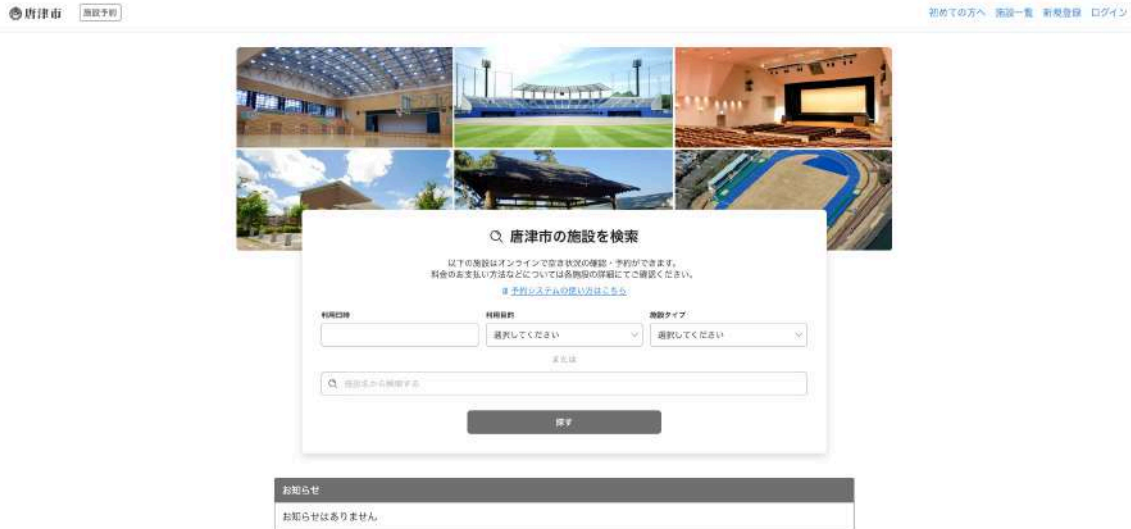 唐津市 施設予約
初めての方へ 施設一覧 新規登録 ログイン
唐津市の施設を検索
以下の施設はオンラインで空き状況の確認・予約ができます。
料金のお支払い方法などについては各施設の詳細にてご確認ください。
予約システムの使い方はこちら
利用日時 利用目的 施設タイプ
選択してください 選択してください
または
施設名から検索する
探す
お知らせ
お知らせはありません